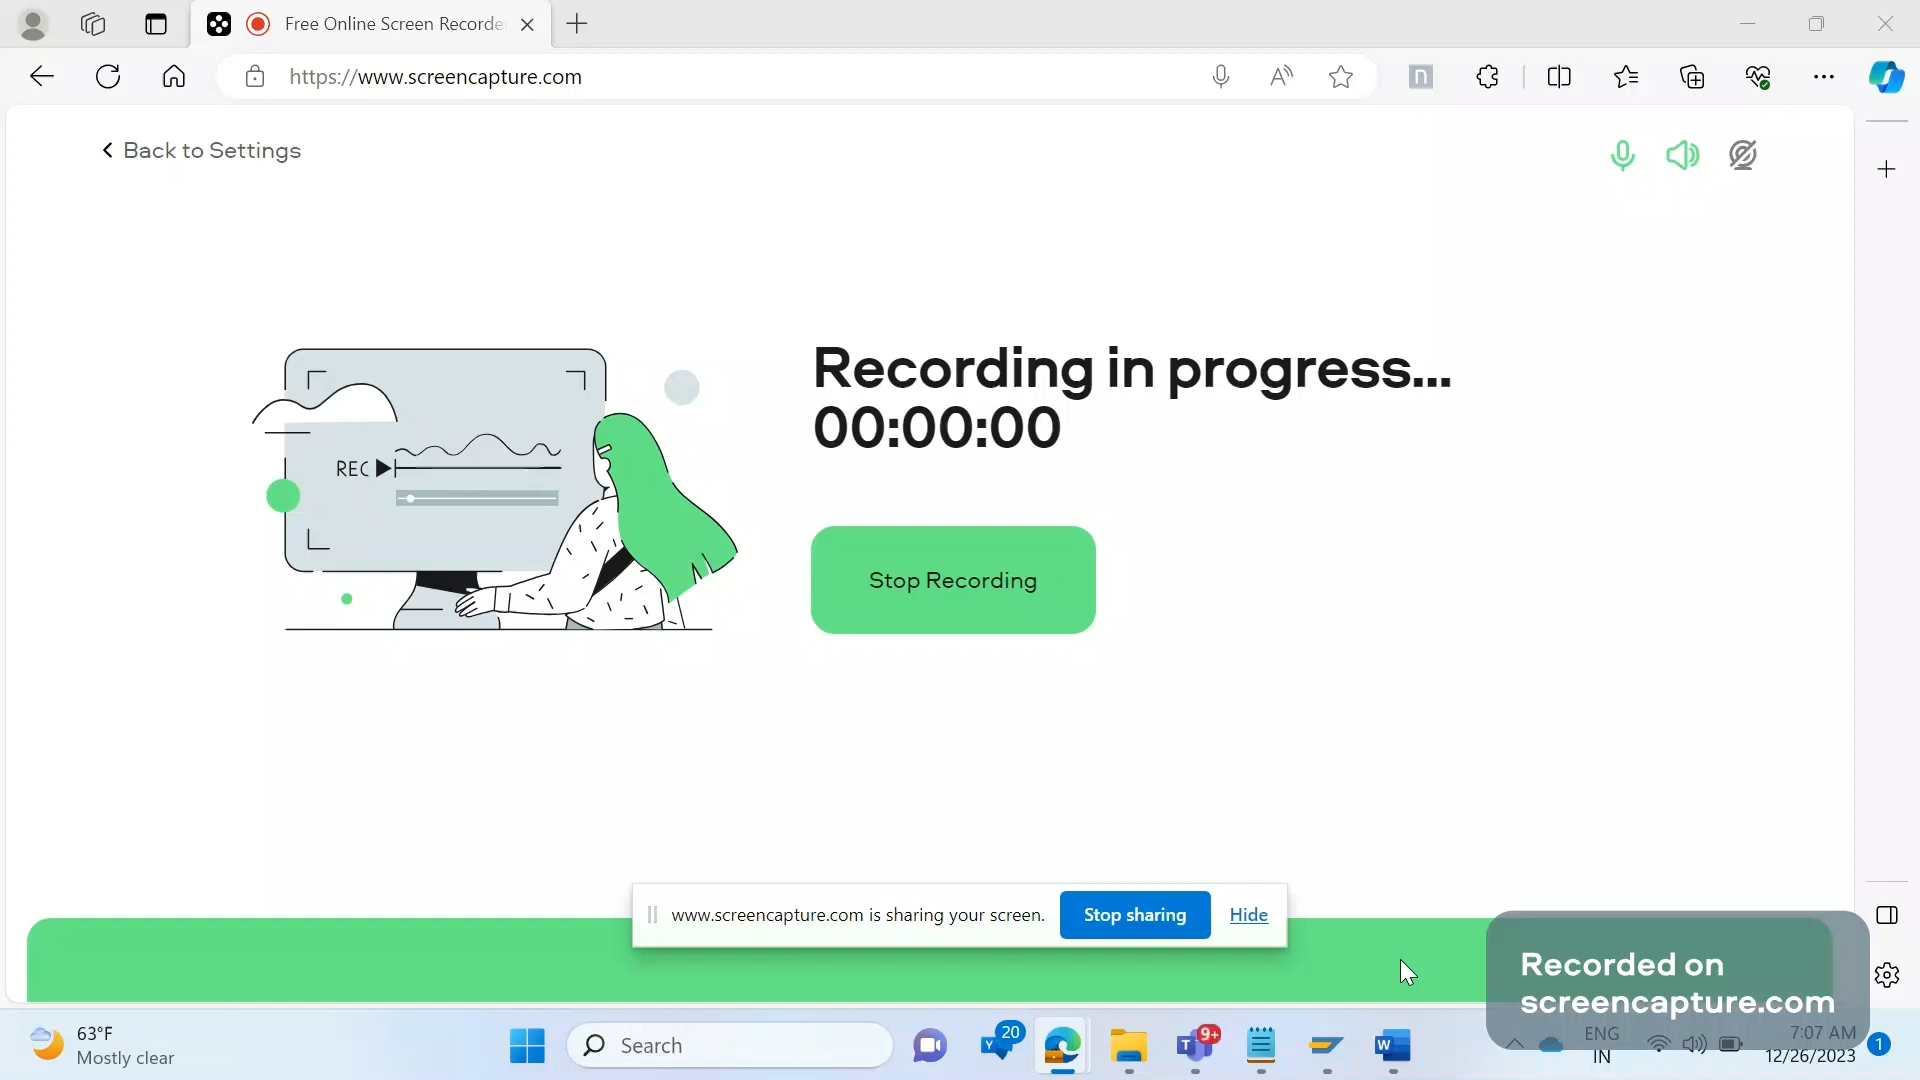 Free Online Screen Recorde
https://www.screencapture.com
Back to Settings
Recording in progress...
00:00:00
REC
Stop Recording
www.screencapture.com is sharing your screen.
Stop sharing
Hide
Recorded on
screencapture.com
63°F
Mostly clear
Search
20
9+
ENG
IN
7:07 AM
12/26/2023
1